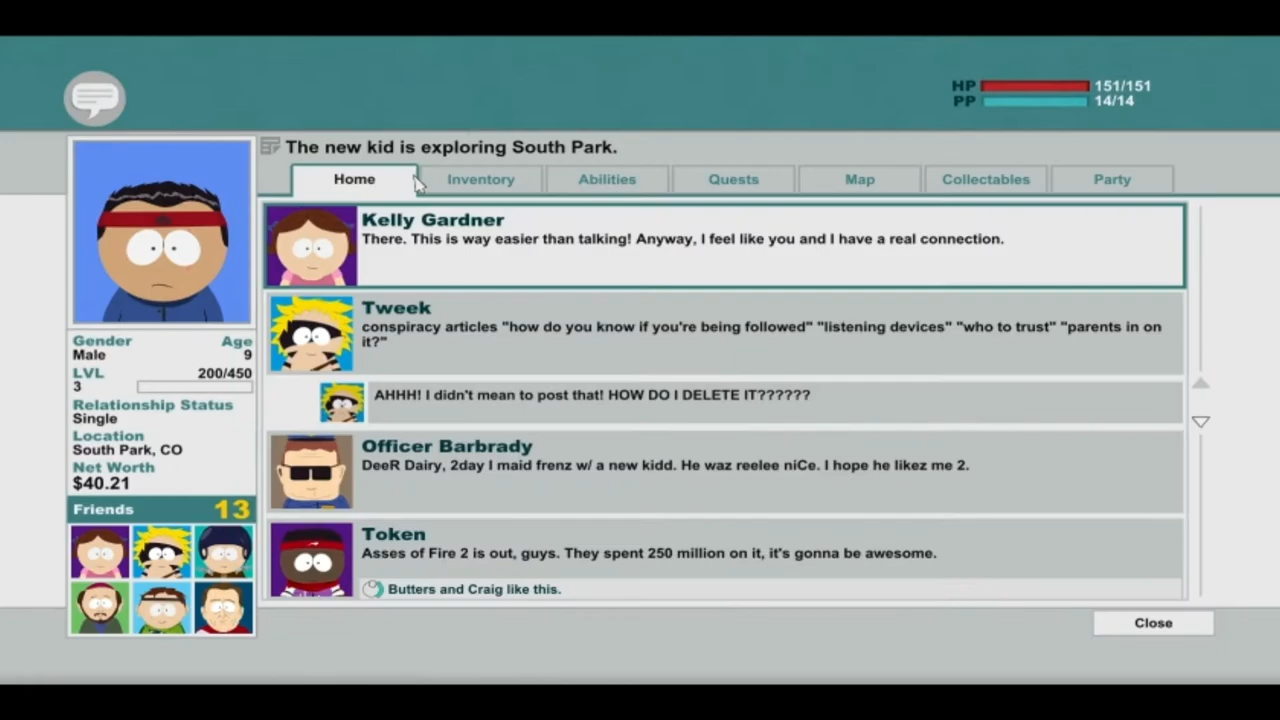 HP 151/151
PP 14/14
The new kid is exploring South Park.
Home Inventory Abilities Quests Map Collectables Party
Kelly Gardner
There. This is way easier than talking! Anyway, I feel like you and I have a real connection.
Tweek
conspiracy articles "how do you know if you're being followed" "listening devices" "who to trust" "parents in on
it?"
AHHH! I didn't mean to post that! HOW DO I DELETE IT??????
Officer Barbrady
DeeR Dairy, 2day I maid frenz w/ a new kidd. He waz reelee niCe. I hope he likez me 2.
Token
Asses of Fire 2 is out, guys. They spent 250 million on it, it's gonna be awesome.
Butters and Craig like this.
Gender Age
Male 9
LVL 200/450
3
Relationship Status
Single
Location
South Park, CO
Net Worth
$40.21
Friends 13
Close